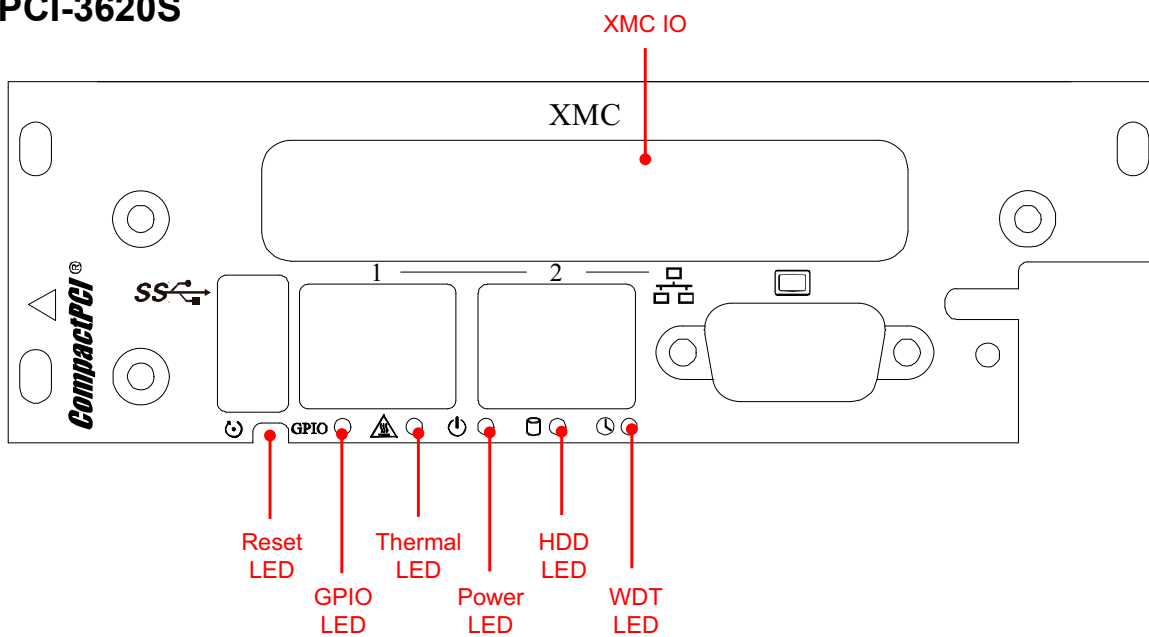 PCI-3620S
XMC IO
XMC
1
2
SS
CompactPCI®
GPIO
Reset
LED
Thermal
LED
HDD
LED
GPIO
LED
Power
LED
WDT
LED